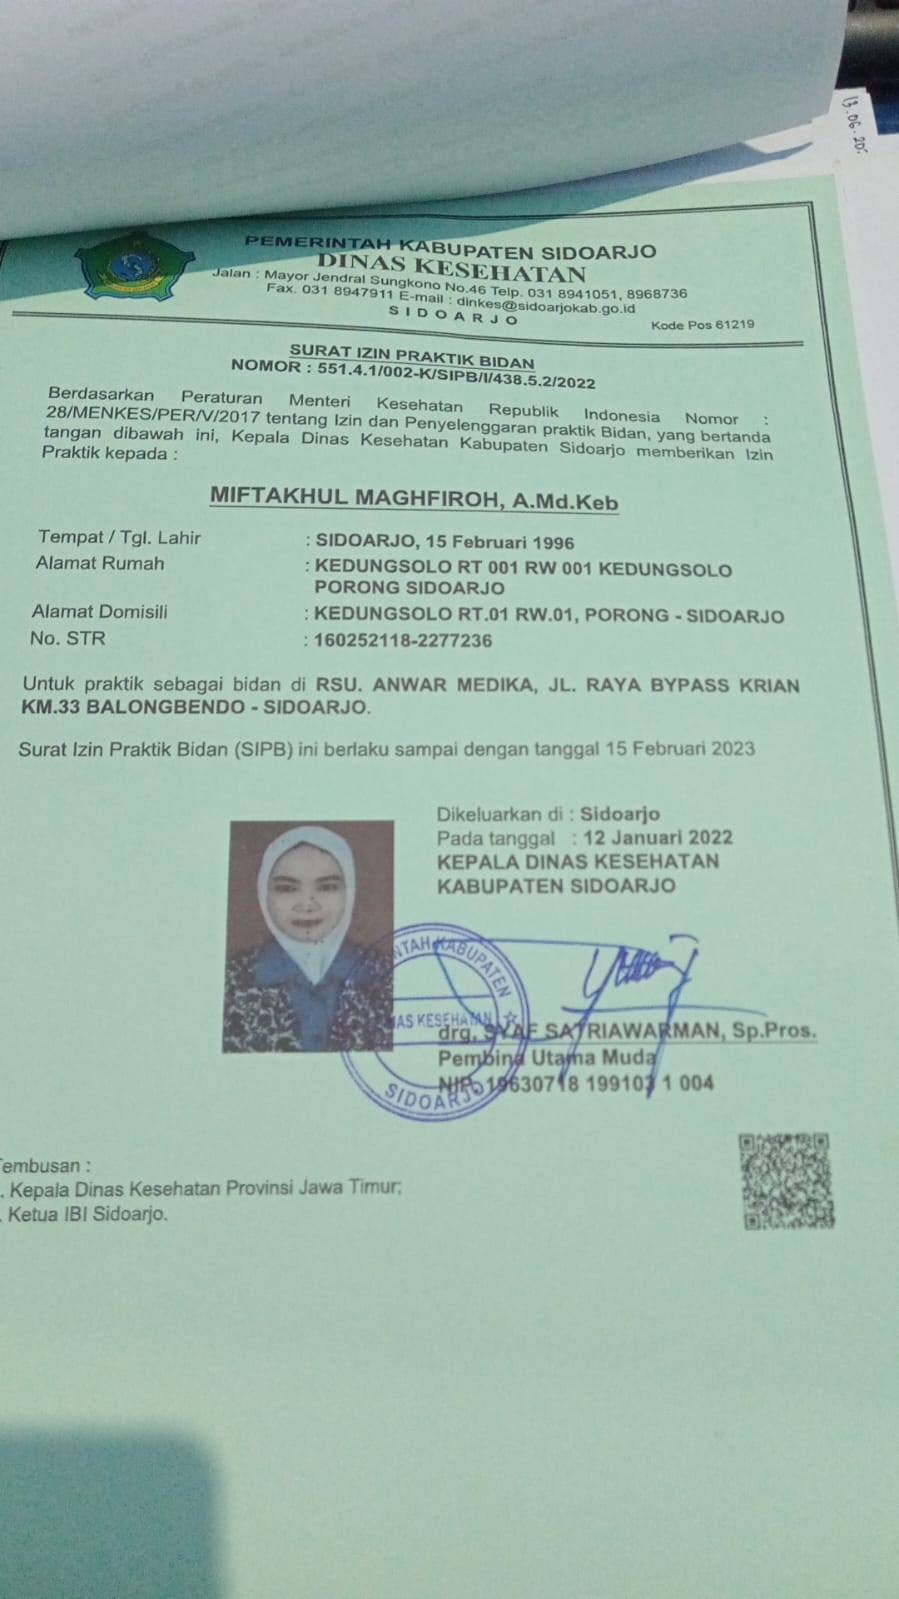 13.06.20
PEMERINTAH KABUPATEN SIDOARJO
DINAS KESEHATAN
Jalan : Mayor Jendral Sungkono No.46 Telp. 031 8941051, 8968736
Fax. 031 8947911 E-mail : dinkes@sidoarjokab.go.id
SIDOARJO
Kode Pos 61219
SURAT IZIN PRAKTIK BIDAN
NOMOR : 551.4.1/002-K/SIPB/I/438.5.2/2022
Berdasarkan Peraturan Menteri Kesehatan Republik Indonesia Nomor :
28/MENKES/PER/V/2017 tentang Izin dan Penyelenggaran praktik Bidan, yang bertanda
tangan dibawah ini, Kepala Dinas Kesehatan Kabupaten Sidoarjo memberikan Izin
Praktik kepada :
MIFTAKHUL MAGHFIROH, A.Md.Keb
Tempat / Tgl. Lahir : SIDOARJO, 15 Februari 1996
Alamat Rumah : KEDUNGSOLO RT 001 RW 001 KEDUNGSOLO
PORONG SIDOARJO
Alamat Domisili : KEDUNGSOLO RT.01 RW.01, PORONG - SIDOARJO
No. STR : 160252118-2277236
Untuk praktik sebagai bidan di RSU. ANWAR MEDIKA, JL. RAYA BYPASS KRIAN
KM.33 BALONGBENDO - SIDOARJO.
Surat Izin Praktik Bidan (SIPB) ini berlaku sampai dengan tanggal 15 Februari 2023
Dikeluarkan di : Sidoarjo
Pada tanggal : 12 Januari 2022
KEPALA DINAS KESEHATAN
KABUPATEN SIDOARJO
NTAH KABUPATEN
AS KESEHATAN
SIDOARJO
drg. SYAF SATRIAWARMAN, Sp.Pros.
Pembina Utama Muda
NIP. 19630718 199103 1 004
Tembusan :
. Kepala Dinas Kesehatan Provinsi Jawa Timur;
. Ketua IBI Sidoarjo.